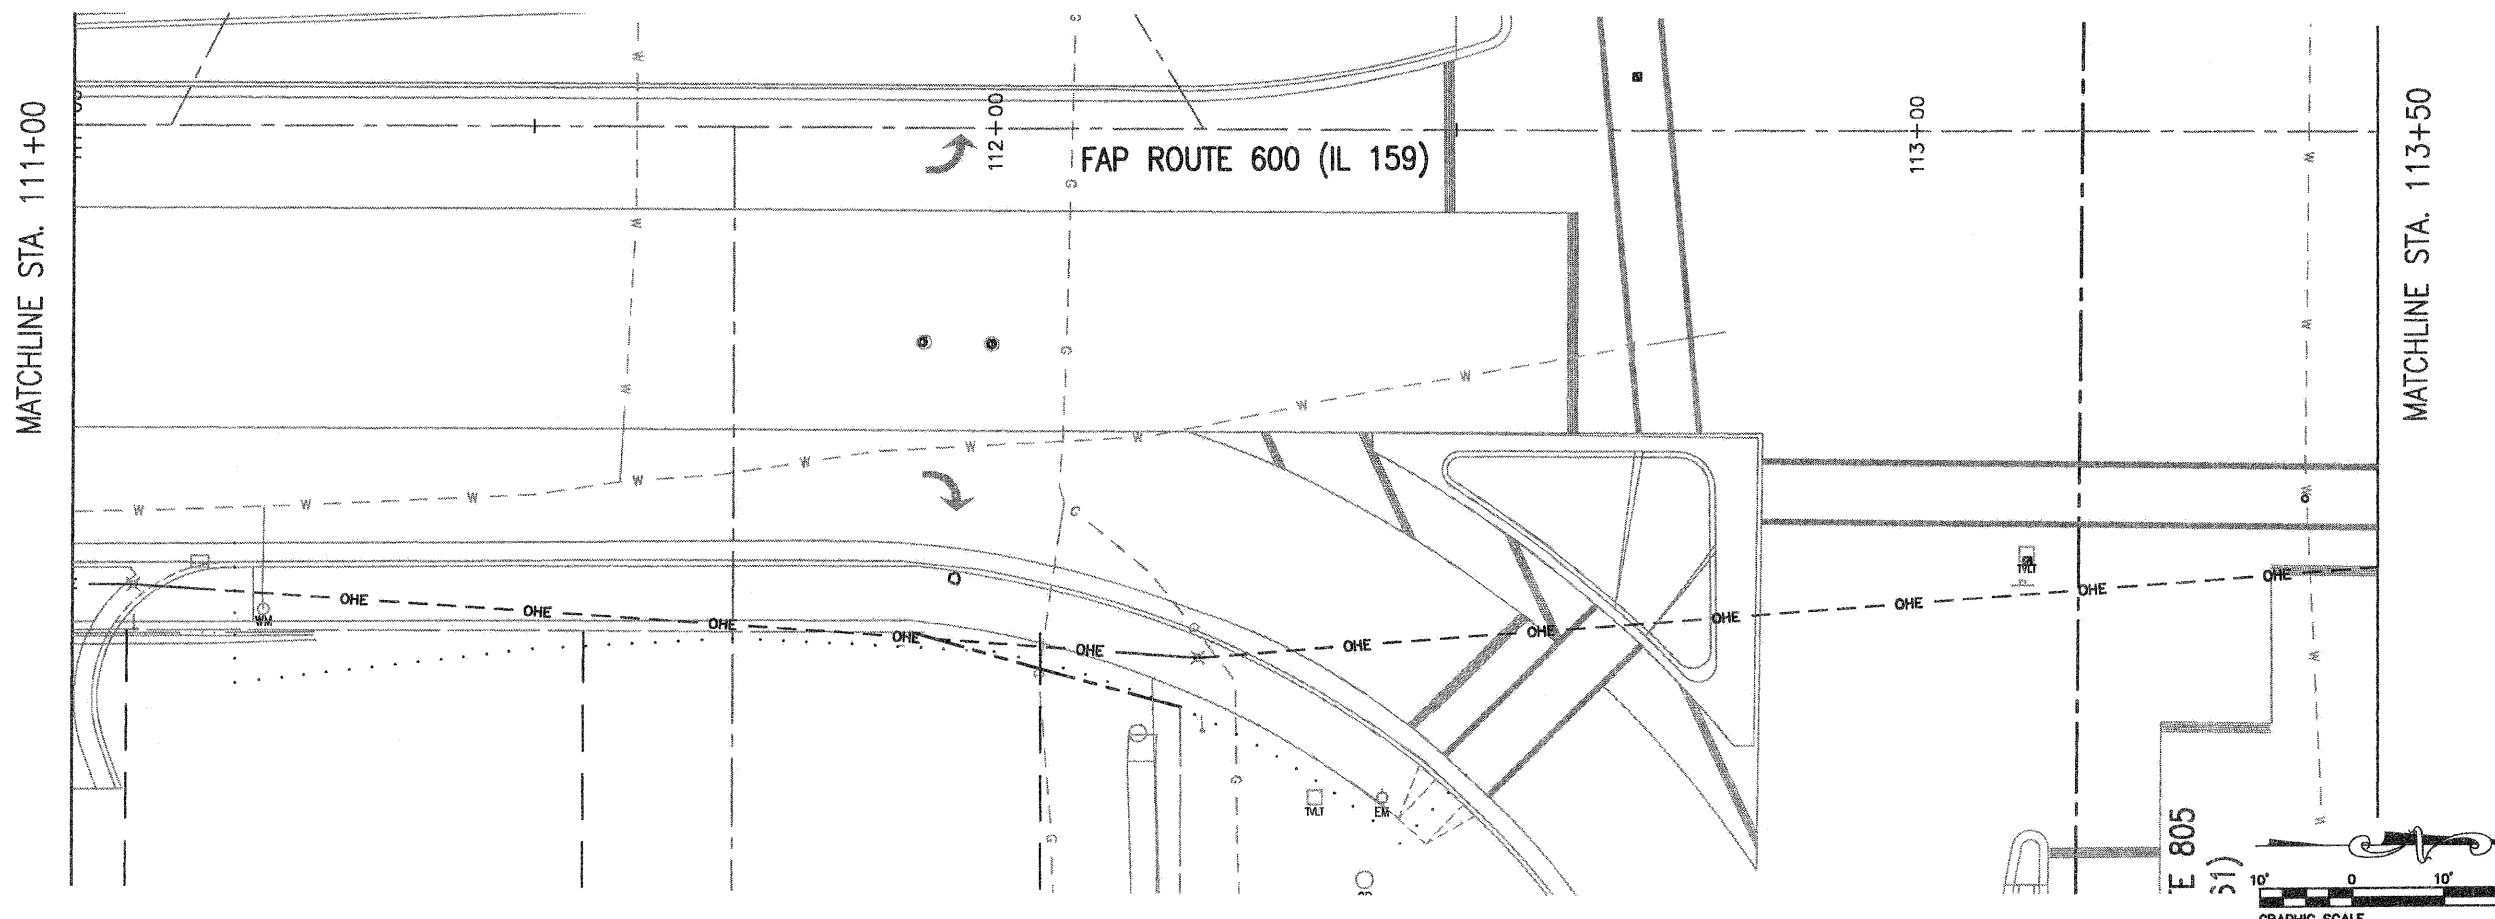 MATCHLINE STA. 111+00
MATCHLINE STA. 113+50
112+00
113+00
FAP ROUTE 600 (IL 159)
G
W
W
G
W
W
W
G
W
W
W
W
W
W
W
W
W
W
W
G
TVLT
OHE
OHE
OHE
OHE
OHE
OHE
OHE
OHE
OHE
OHE
OHE
WM
W
G
G
TVLT
EM
E 805
10'
0
10'
GRAPHIC SCALE